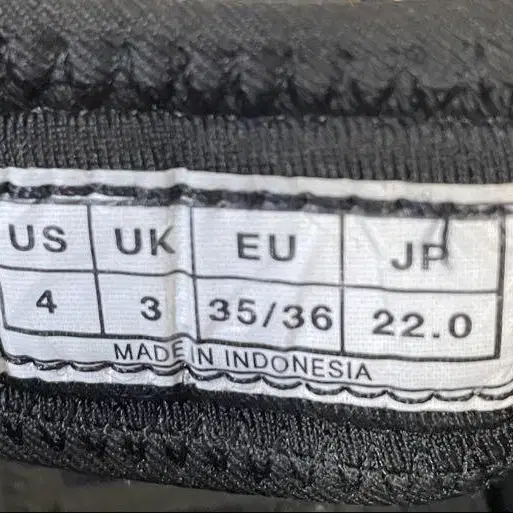 US UK EU JP
4 3 35/36 22.0
MADE IN INDONESIA